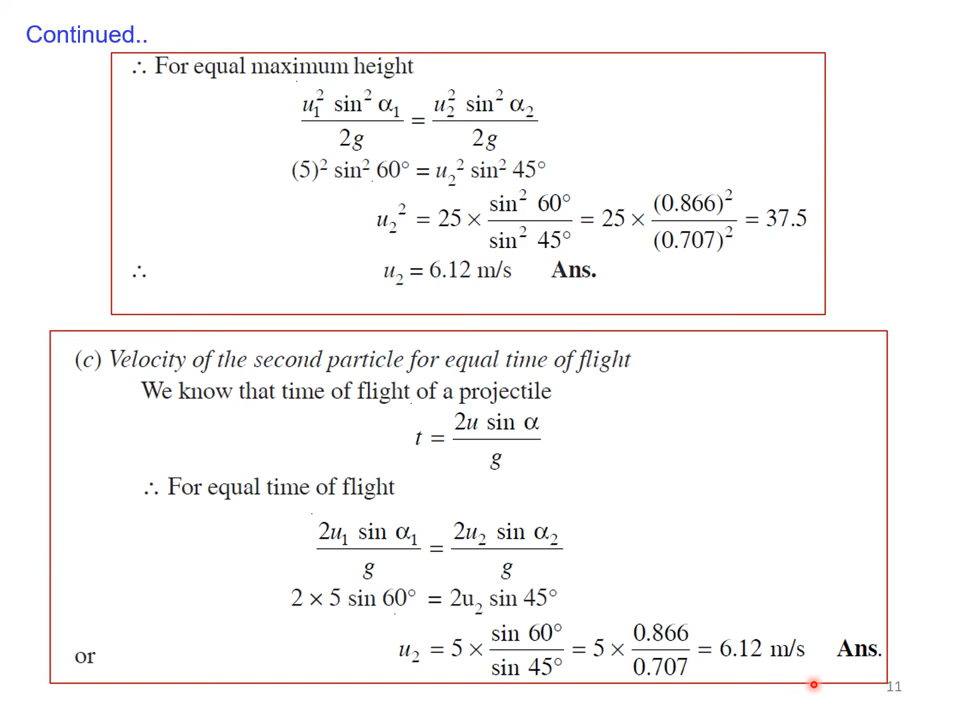 Continued..
∴ For equal maximum height
u₁² sin² α₁ / 2g = u₂² sin² α₂ / 2g
(5)² sin² 60° = u₂² sin² 45°
u₂² = 25 × sin² 60° / sin² 45° = 25 × (0.866)² / (0.707)² = 37.5
∴ u₂ = 6.12 m/s Ans.
(c) Velocity of the second particle for equal time of flight
We know that time of flight of a projectile
t = 2u sin α / g
∴ For equal time of flight
2u₁ sin α₁ / g = 2u₂ sin α₂ / g
2 × 5 sin 60° = 2u₂ sin 45°
or u₂ = 5 × sin 60° / sin 45° = 5 × 0.866 / 0.707 = 6.12 m/s Ans.
11